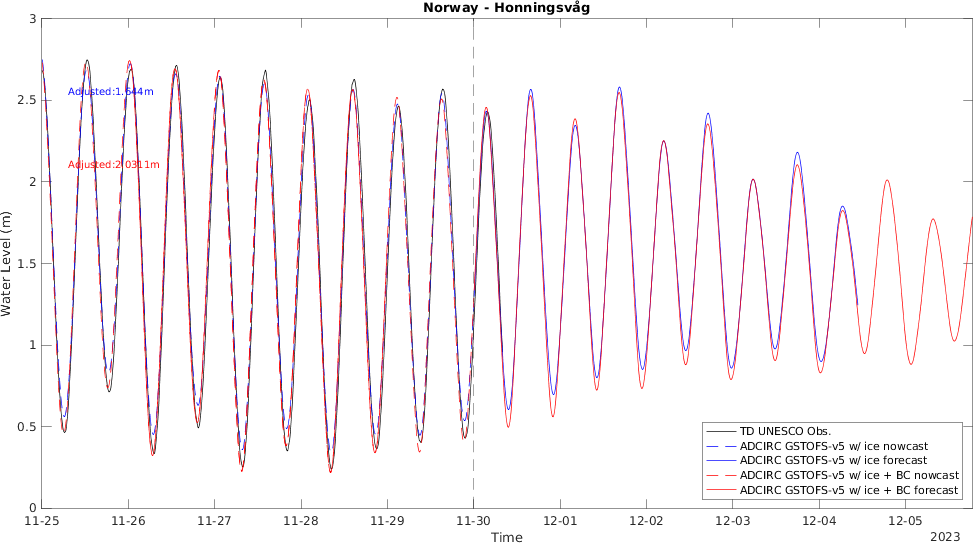 Norway - Honningsvåg
3
2.5
2
1.5
1
0.5
0
Water Level (m)
Adjusted:1.644m
Adjusted:2.0311m
TD UNESCO Obs.
ADCIRC GSTOFS-v5 w/ ice nowcast
ADCIRC GSTOFS-v5 w/ ice forecast
ADCIRC GSTOFS-v5 w/ ice + BC nowcast
ADCIRC GSTOFS-v5 w/ ice + BC forecast
11-25 11-26 11-27 11-28 11-29 11-30 12-01 12-02 12-03 12-04 12-05
Time
2023